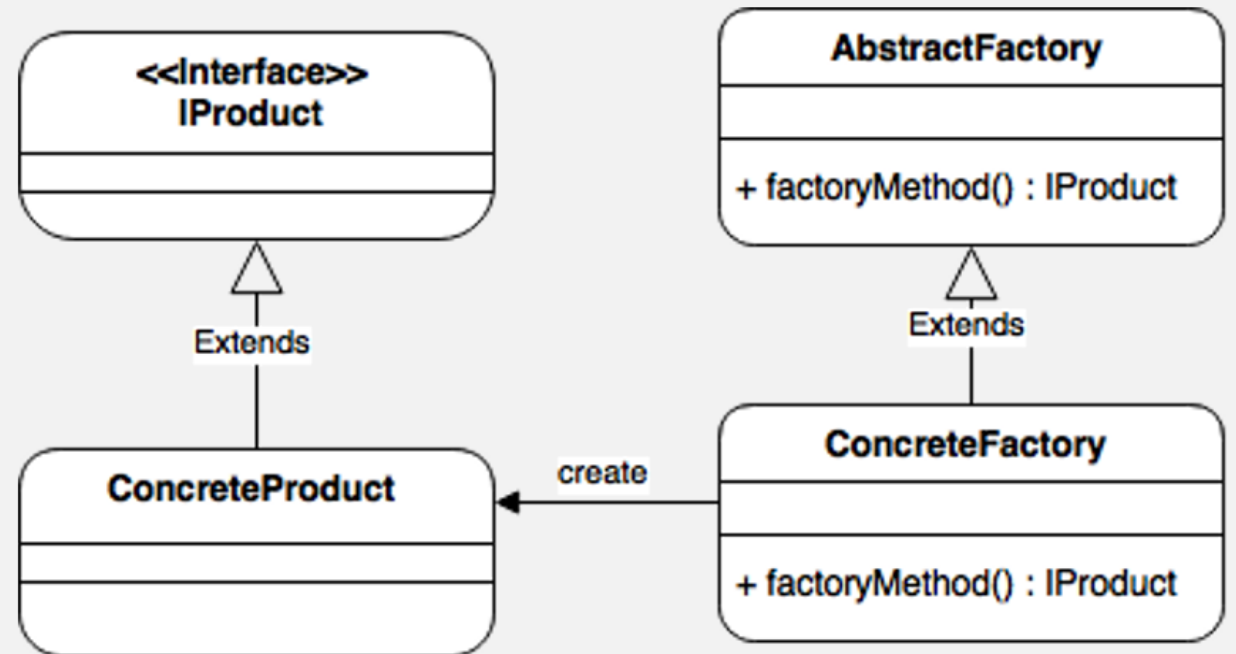 <<Interface>>
IProduct
AbstractFactory
+ factoryMethod() : IProduct
Extends
Extends
ConcreteProduct
create
ConcreteFactory
+ factoryMethod() : IProduct